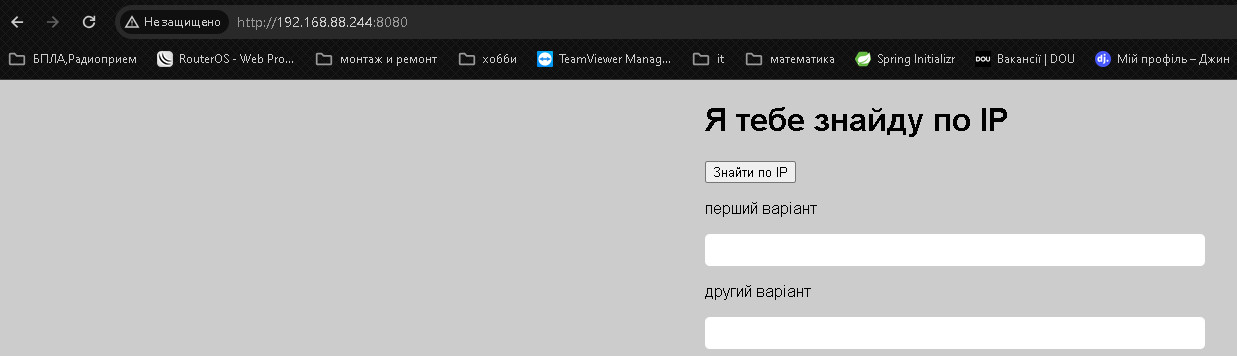 Не защищено http://192.168.88.244:8080
БПЛА,Радиоприем RouterOS - Web Pro... монтаж и ремонт хобби TeamViewer Manag... it математика Spring Initializr DOU Вакансії | DOU dj. Мій профіль – Джин
Я тебе знайду по IP
Знайти по IP
перший варіант
другий варіант